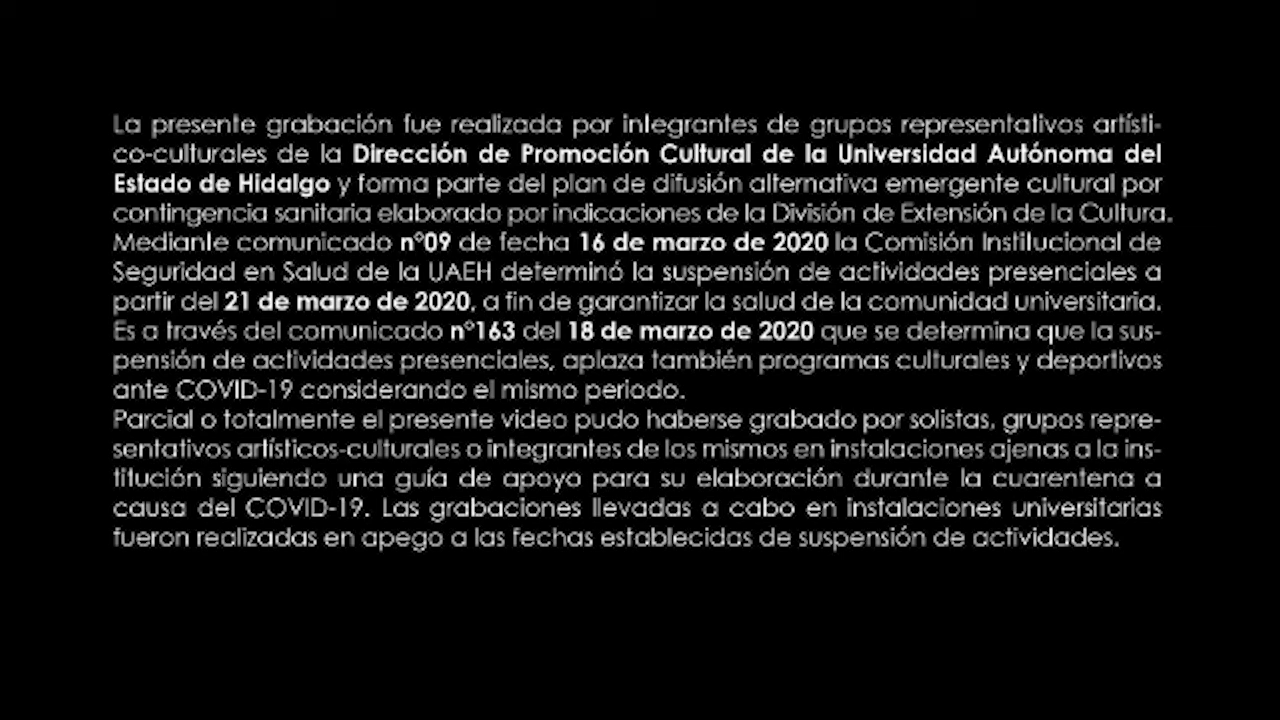 La presente grabación fue realizada por integrantes de grupos representativos artísti-
co-culturales de la Dirección de Promoción Cultural de la Universidad Autónoma del
Estado de Hidalgo y forma parte del plan de difusión alternativa emergente cultural por
contingencia sanitaria elaborado por indicaciones de la División de Extensión de la Cultura.
Mediante comunicado n°09 de fecha 16 de marzo de 2020 la Comisión Institucional de
Seguridad en Salud de la UAEH determinó la suspensión de actividades presenciales a
partir del 21 de marzo de 2020, a fin de garantizar la salud de la comunidad universitaria.
Es a través del comunicado n°163 del 18 de marzo de 2020 que se determina que la sus-
pensión de actividades presenciales, aplaza también programas culturales y deportivos
ante COVID-19 considerando el mismo periodo.
Parcial o totalmente el presente video pudo haberse grabado por solistas, grupos repre-
sentativos artísticos-culturales o integrantes de los mismos en instalaciones ajenas a la ins-
titución siguiendo una guía de apoyo para su elaboración durante la cuarentena a
causa del COVID-19. Las grabaciones llevadas a cabo en instalaciones universitarias
fueron realizadas en apego a las fechas establecidas de suspensión de actividades.